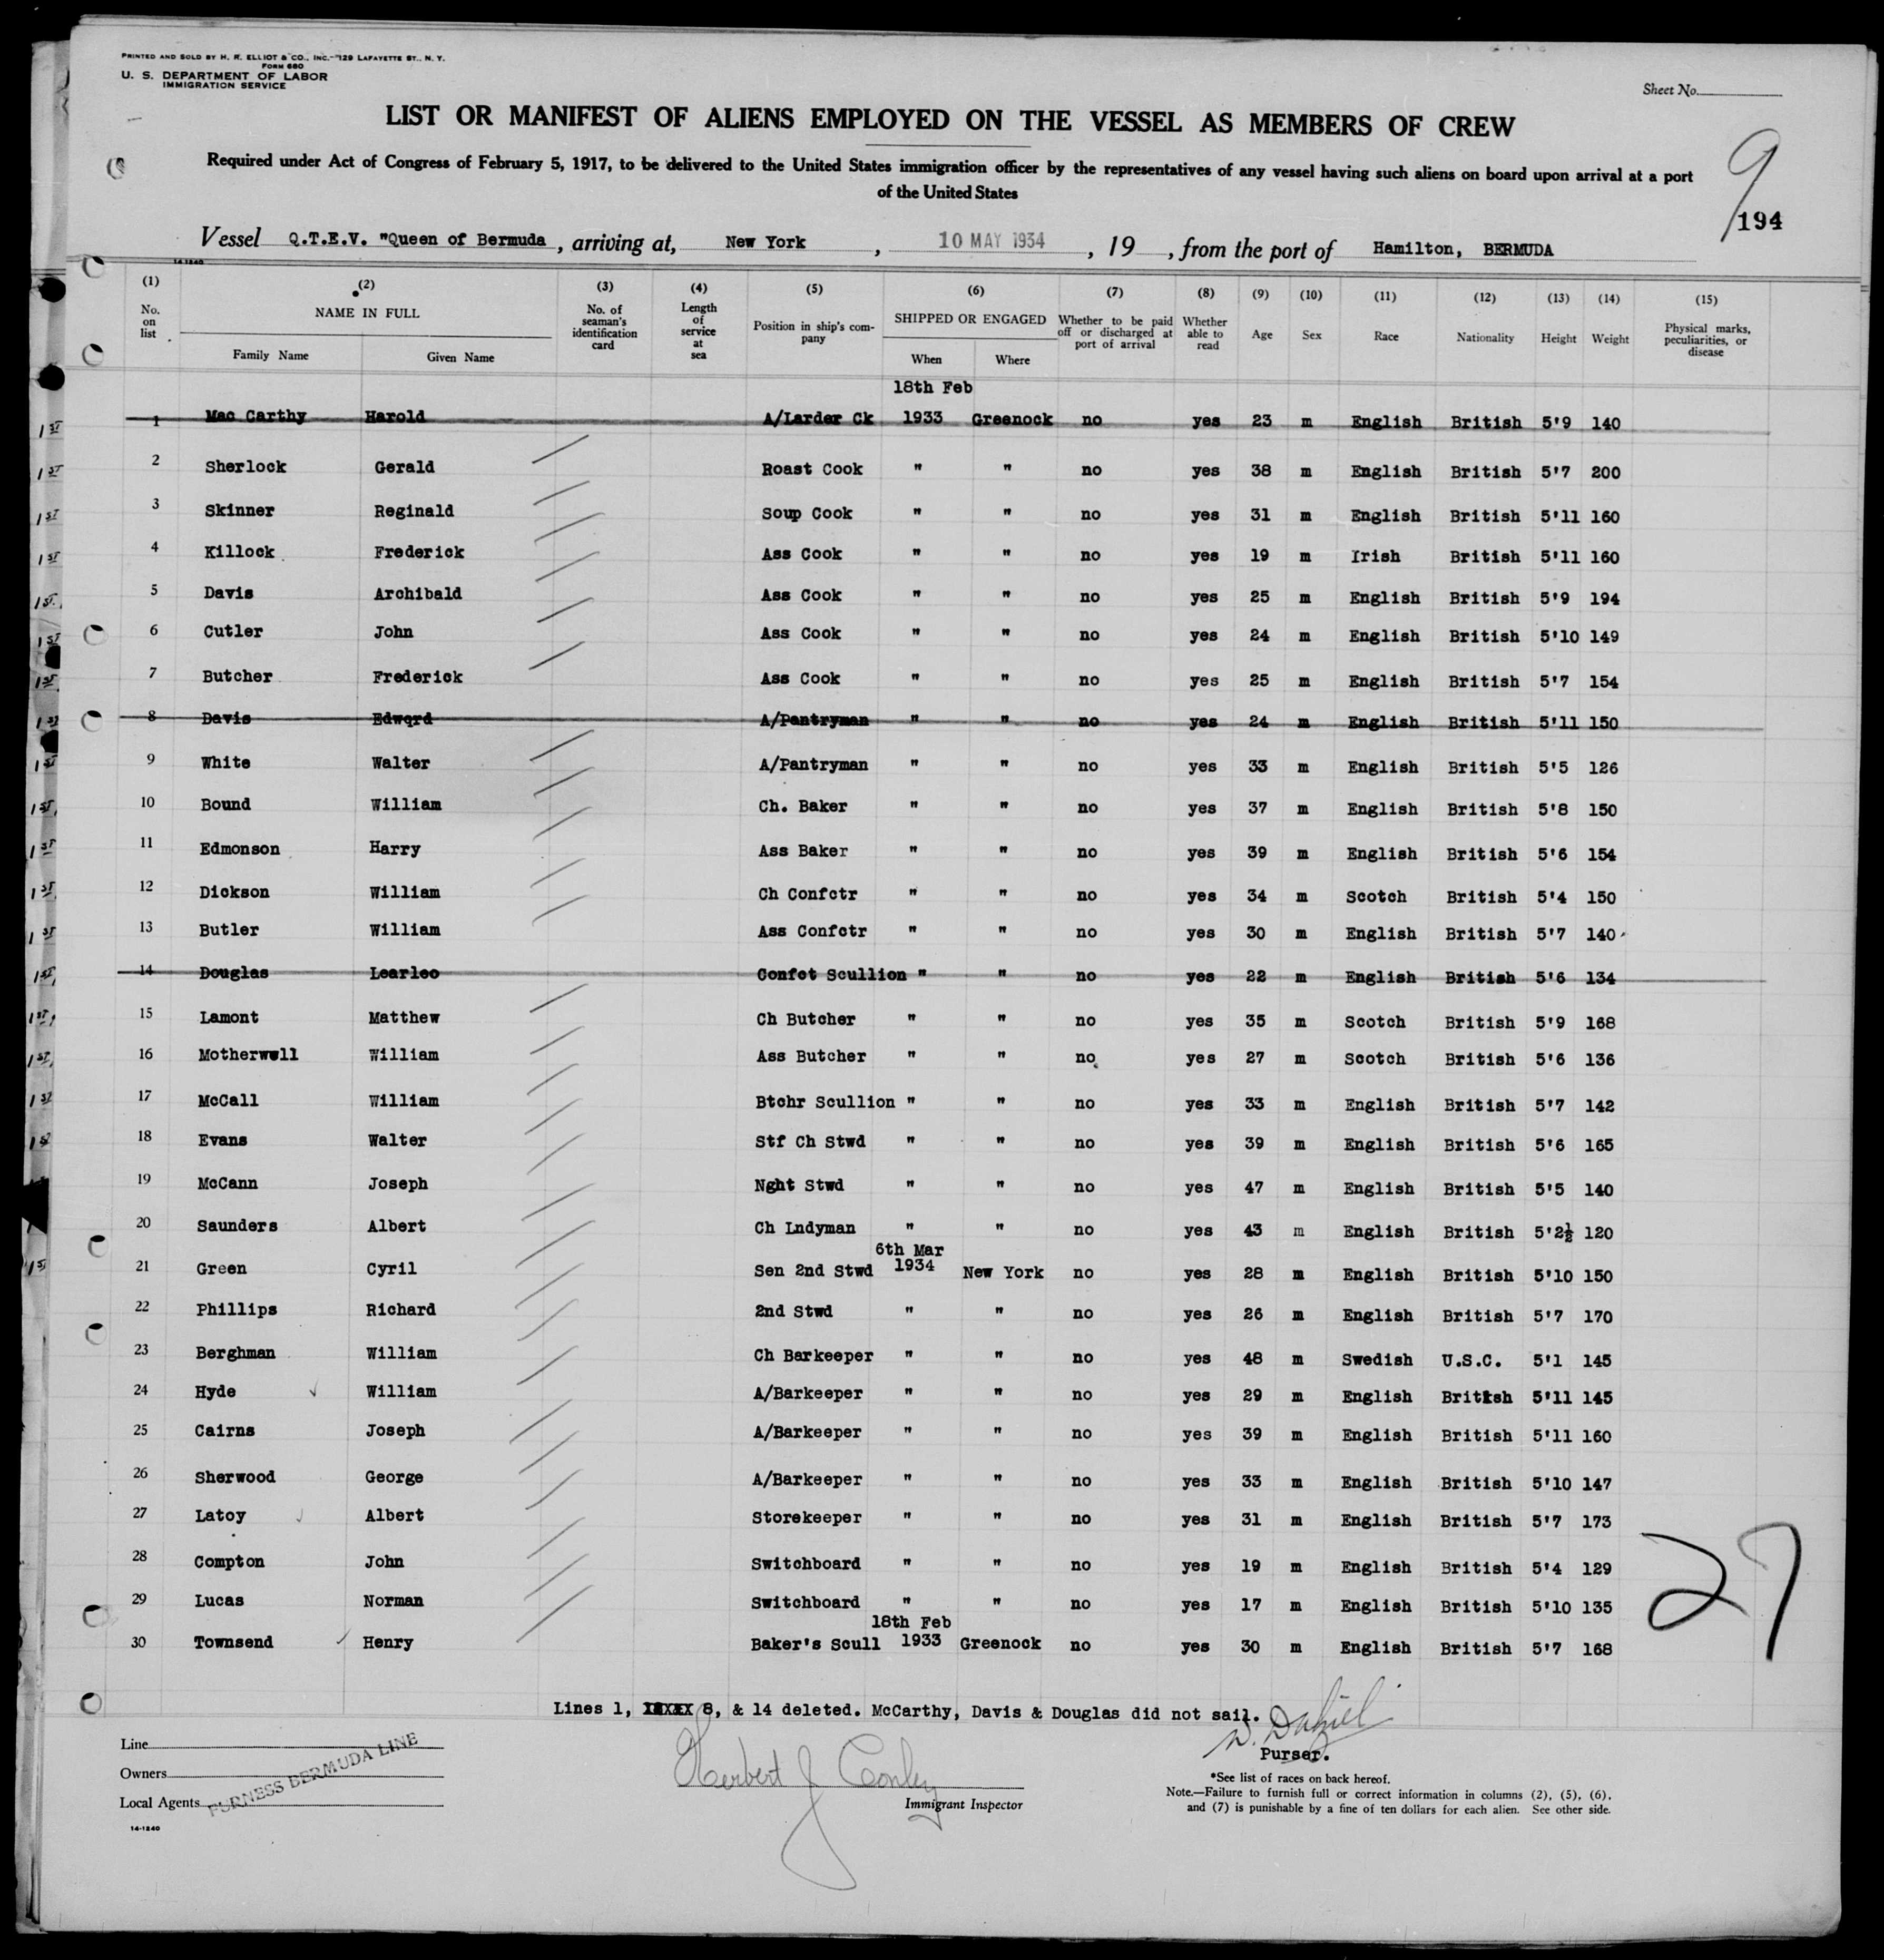 PRINTED AND SOLD BY H. R. ELLIOT & CO., INC.-129 LAFAYETTE ST., N. Y.
FORM 680
U. S. DEPARTMENT OF LABOR
IMMIGRATION SERVICE
Sheet No.
LIST OR MANIFEST OF ALIENS EMPLOYED ON THE VESSEL AS MEMBERS OF CREW
Required under Act of Congress of February 5, 1917, to be delivered to the United States immigration officer by the representatives of any vessel having such aliens on board upon arrival at a port
of the United States
9
194
Vessel Q.T.E.V. "Queen of Bermuda, arriving at, New York, 10 MAY 1934, 19, from the port of Hamilton, BERMUDA
14-1240
(1) (2) (3) (4) (5) (6) (7) (8) (9) (10) (11) (12) (13) (14) (15)
No. on list NAME IN FULL Family Name Given Name No. of seaman's identification card Length of service at sea Position in ship's company SHIPPED OR ENGAGED When Where Whether to be paid off or discharged at port of arrival Whether able to read Age Sex Race Nationality Height Weight Physical marks, peculiarities, or disease
18th Feb
1st 1 Mac Carthy Harold A/Larder Ck 1933 Greenock no yes 23 m English British 5'9 140
1st 2 Sherlock Gerald Roast Cook " " no yes 38 m English British 5'7 200
1st 3 Skinner Reginald Soup Cook " " no yes 31 m English British 5'11 160
1st 4 Killock Frederick Ass Cook " " no yes 19 m Irish British 5'11 160
1st 5 Davis Archibald Ass Cook " " no yes 25 m English British 5'9 194
1st 6 Cutler John Ass Cook " " no yes 24 m English British 5'10 149
1st 7 Butcher Frederick Ass Cook " " no yes 25 m English British 5'7 154
1st 8 Davis Edwqrd A/Pantryman " " no yes 24 m English British 5'11 150
1st 9 White Walter A/Pantryman " " no yes 33 m English British 5'5 126
1st 10 Bound William Ch. Baker " " no yes 37 m English British 5'8 150
1st 11 Edmonson Harry Ass Baker " " no yes 39 m English British 5'6 154
1st 12 Dickson William Ch Confctr " " no yes 34 m Scotch British 5'4 150
1st 13 Butler William Ass Confctr " " no yes 30 m English British 5'7 140
1st 14 Douglas Learleo Confct Scullion " " no yes 22 m English British 5'6 134
1st 15 Lamont Matthew Ch Butcher " " no yes 35 m Scotch British 5'9 168
1st 16 Motherwell William Ass Butcher " " no yes 27 m Scotch British 5'6 136
1st 17 McCall William Btchr Scullion " " no yes 33 m English British 5'7 142
1st 18 Evans Walter Stf Ch Stwd " " no yes 39 m English British 5'6 165
19 McCann Joseph Nght Stwd " " no yes 47 m English British 5'5 140
20 Saunders Albert Ch Lndyman " " no yes 43 m English British 5'2½ 120
6th Mar
1st 21 Green Cyril Sen 2nd Stwd 1934 New York no yes 28 m English British 5'10 150
22 Phillips Richard 2nd Stwd " " no yes 26 m English British 5'7 170
23 Berghman William Ch Barkeeper " " no yes 48 m Swedish U.S.C. 5'1 145
24 Hyde William A/Barkeeper " " no yes 29 m English British 5'11 145
25 Cairns Joseph A/Barkeeper " " no yes 39 m English British 5'11 160
26 Sherwood George A/Barkeeper " " no yes 33 m English British 5'10 147
27 Latoy Albert Storekeeper " " no yes 31 m English British 5'7 173
28 Compton John Switchboard " " no yes 19 m English British 5'4 129
29 Lucas Norman Switchboard " " no yes 17 m English British 5'10 135
18th Feb
30 Townsend Henry Baker's Scull 1933 Greenock no yes 30 m English British 5'7 168
27
Lines 1, 8, & 14 deleted. McCarthy, Davis & Douglas did not sail.
Purser.
Line
Owners
Local Agents
FURNESS BERMUDA LINE
14-1240
Herbert J Conley
Immigrant Inspector
*See list of races on back hereof.
Note.—Failure to furnish full or correct information in columns (2), (5), (6),
and (7) is punishable by a fine of ten dollars for each alien. See other side.